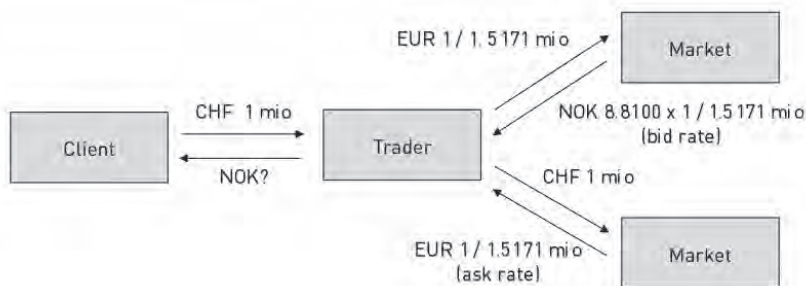 EUR 1 / 1.5171 mio
Market
CHF 1 mio
NOK 8.8100 x 1 / 1.5171 mio
(bid rate)
Client
Trader
NOK?
CHF 1 mio
EUR 1 / 1.5171 mio
(ask rate)
Market